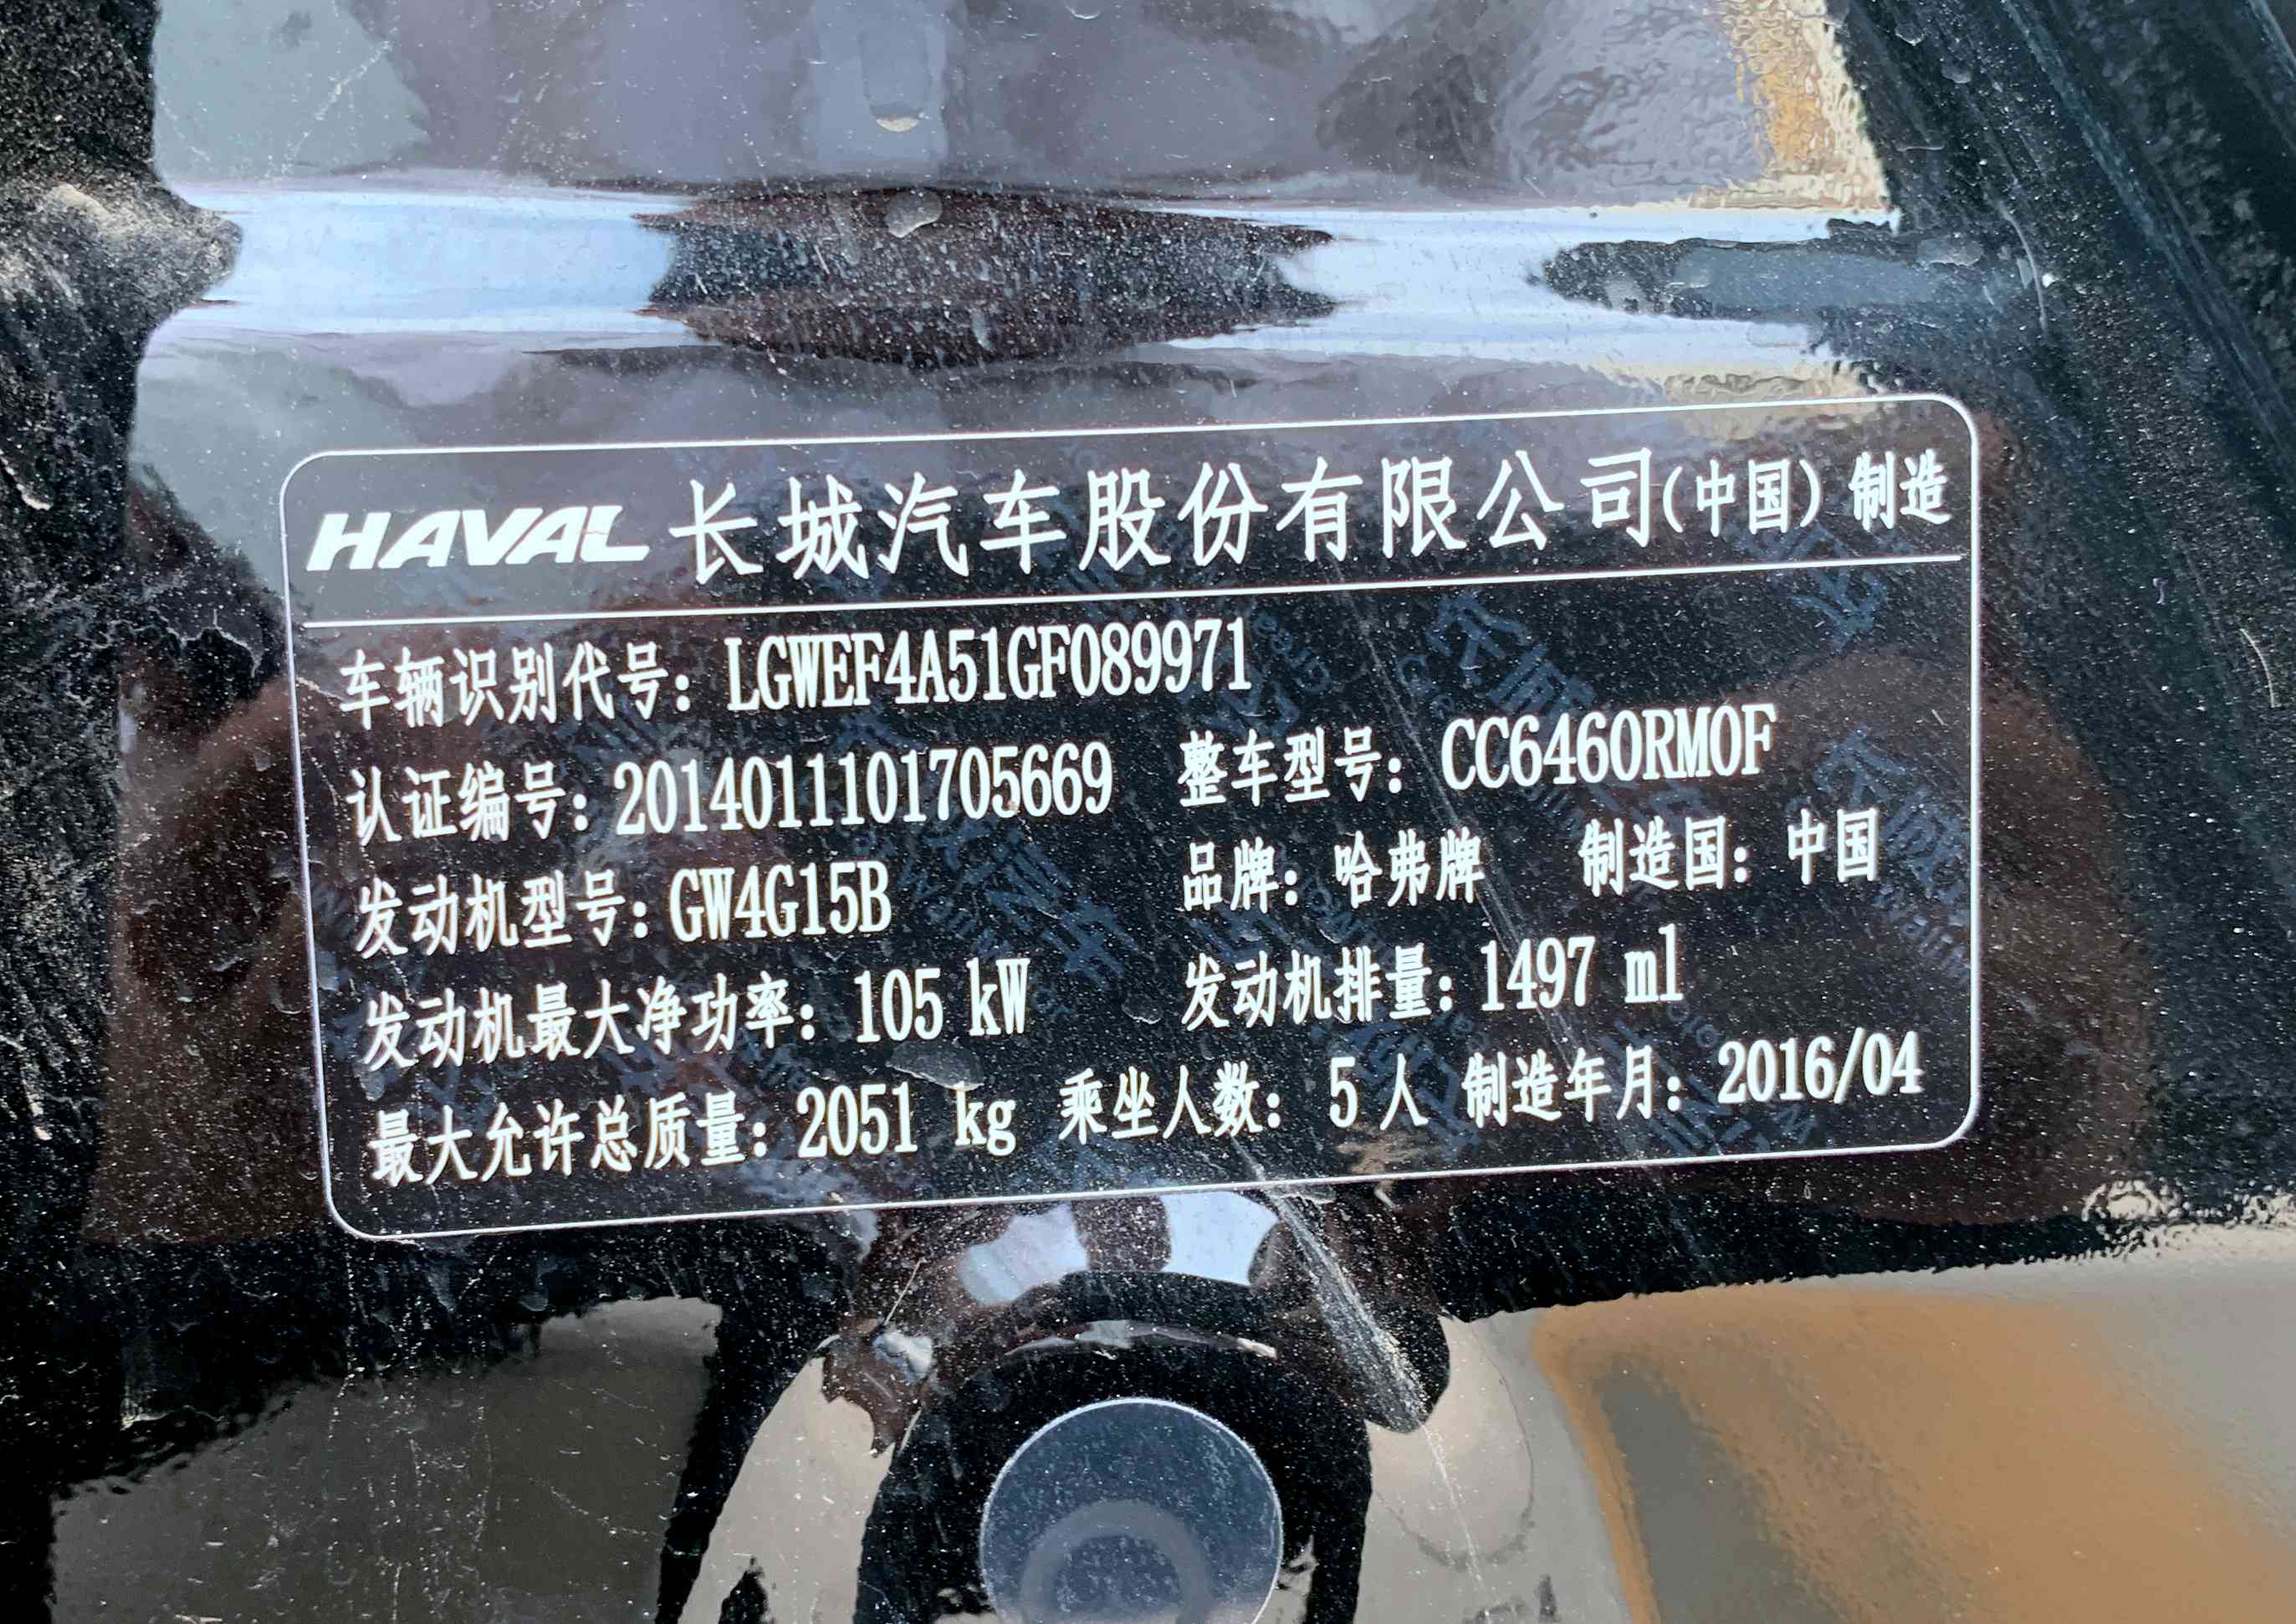 HAVAL 长城汽车股份有限公司(中国)制造
车辆识别代号: LGWEF4A51GF089971
认证编号: 2014011101705669 整车型号: CC6460RM0F
发动机型号: GW4G15B 品牌: 哈弗牌 制造国: 中国
发动机最大净功率: 105 kW 发动机排量: 1497 ml
最大允许总质量: 2051 kg 乘坐人数: 5人 制造年月: 2016/04